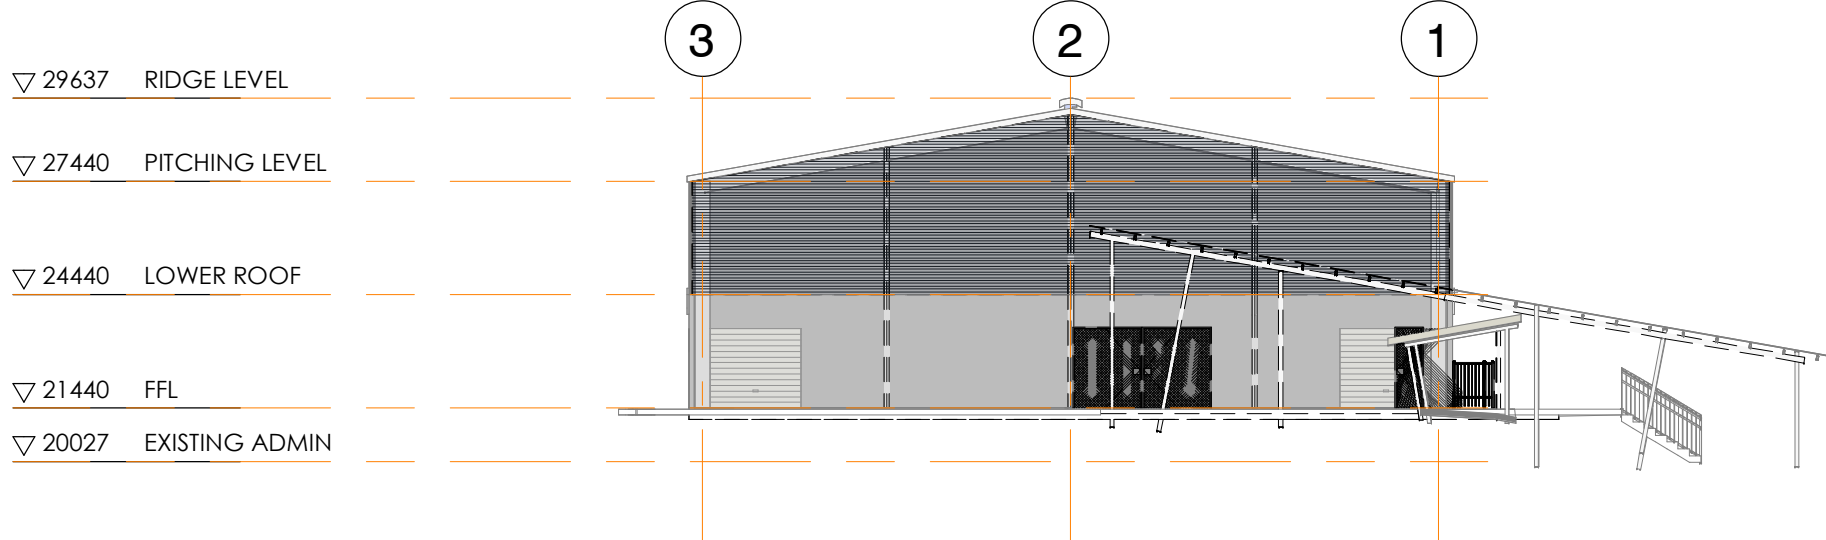 3 2 1
29637 RIDGE LEVEL
27440 PITCHING LEVEL
24440 LOWER ROOF
21440 FFL
20027 EXISTING ADMIN